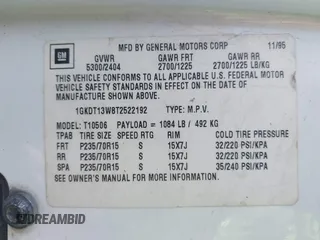 GM
MFD BY GENERAL MOTORS CORP 11/95
GVWR GAWR FRT GAWR RR
5300/2404 2700/1225 2700/1225 LB/KG
THIS VEHICLE CONFORMS TO ALL APPLICABLE U.S. FEDERAL MOTOR
VEHICLE SAFETY STANDARDS IN EFFECT ON THE DATE OF
MANUFACTURE SHOWN ABOVE.
1GKDT13W8T2522192 TYPE: M.P.V.
MODEL: T10506 PAYLOAD = 1084 LB / 492 KG
TPAB TIRE SIZE SPEED RTG RIM COLD TIRE PRESSURE
FRT P235/70R15 S 15X7J 32/220 PSI/KPA
RR P235/70R15 S 15X7J 32/220 PSI/KPA
SPA P235/70R15 S 15X7J 35/240 PSI/KPA
SEE OWNER'S MANUAL FOR MORE INFORMATION.
IDREAMBID